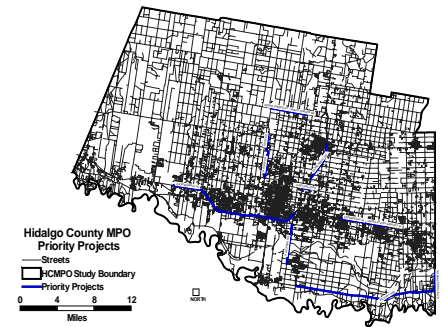 Hidalgo County MPO
Priority Projects
Streets
HCMPO Study Boundary
Priority Projects
0 4 8 12
Miles
NORTH